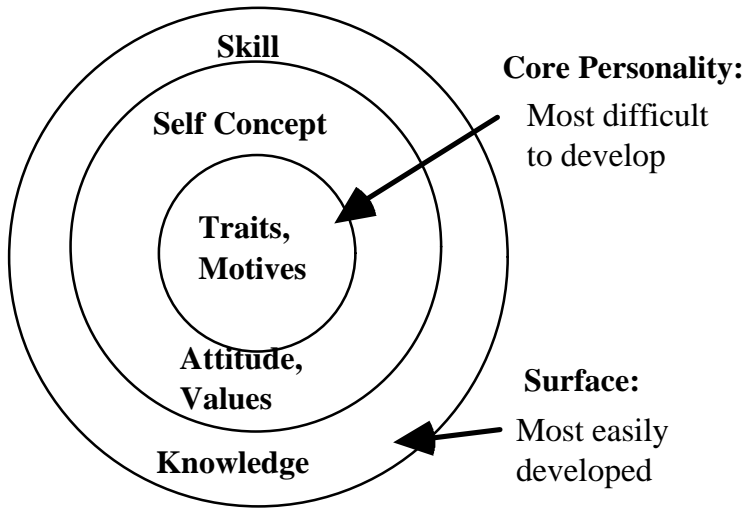 Skill
Self Concept
Traits,
Motives
Attitude,
Values
Knowledge
Core Personality:
Most difficult
to develop
Surface:
Most easily
developed